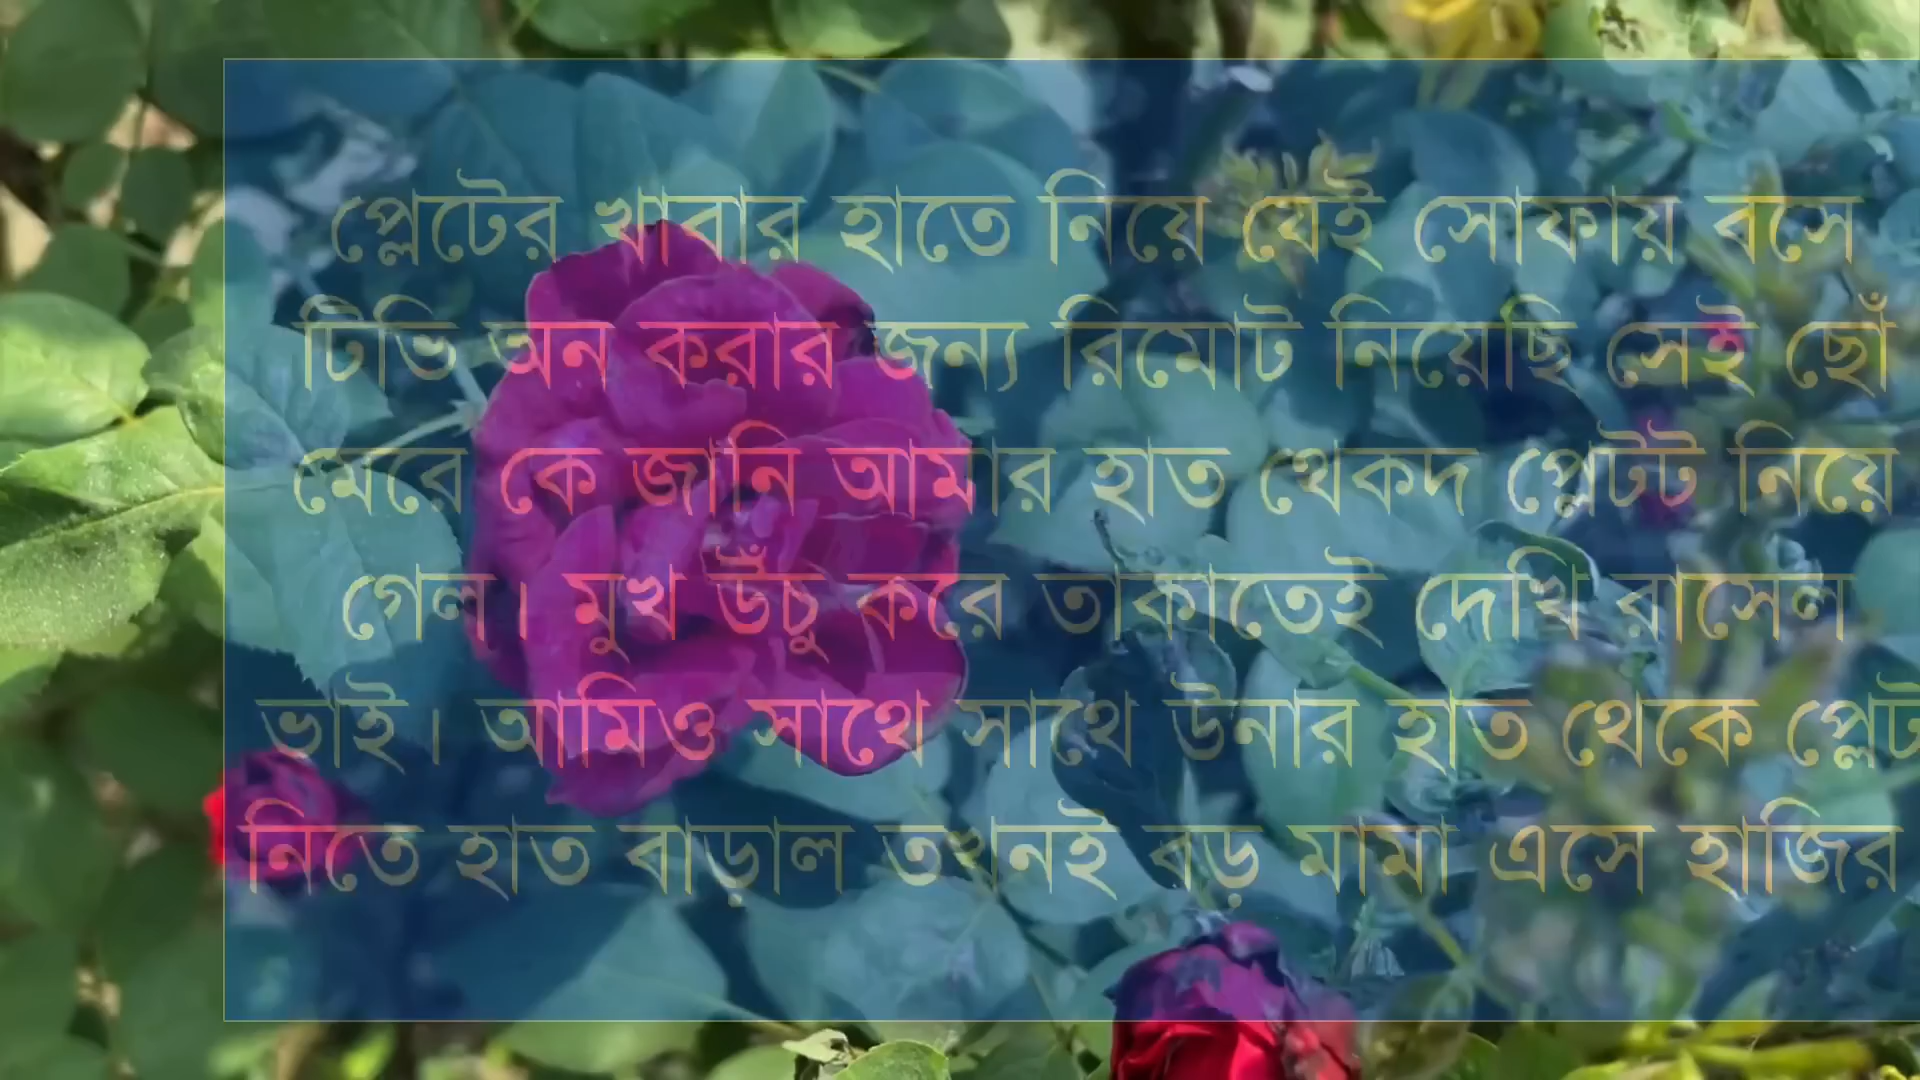 প্লেটের খাবার হাতে নিয়ে যেই সোফায় বসে
টিভি অন করার জন্য রিমোট নিয়েছি সেই ছোঁ
মেরে কে জানি আমার হাত থেকদ প্লেটট নিয়ে
গেল। মুখ উঁচু করে তাকাতেই দেখি রাসেল
ভাই। আমিও সাথে সাথে উনার হাত থেকে প্লেট
নিতে হাত বাড়াল তখনই বড় মামা এসে হাজির